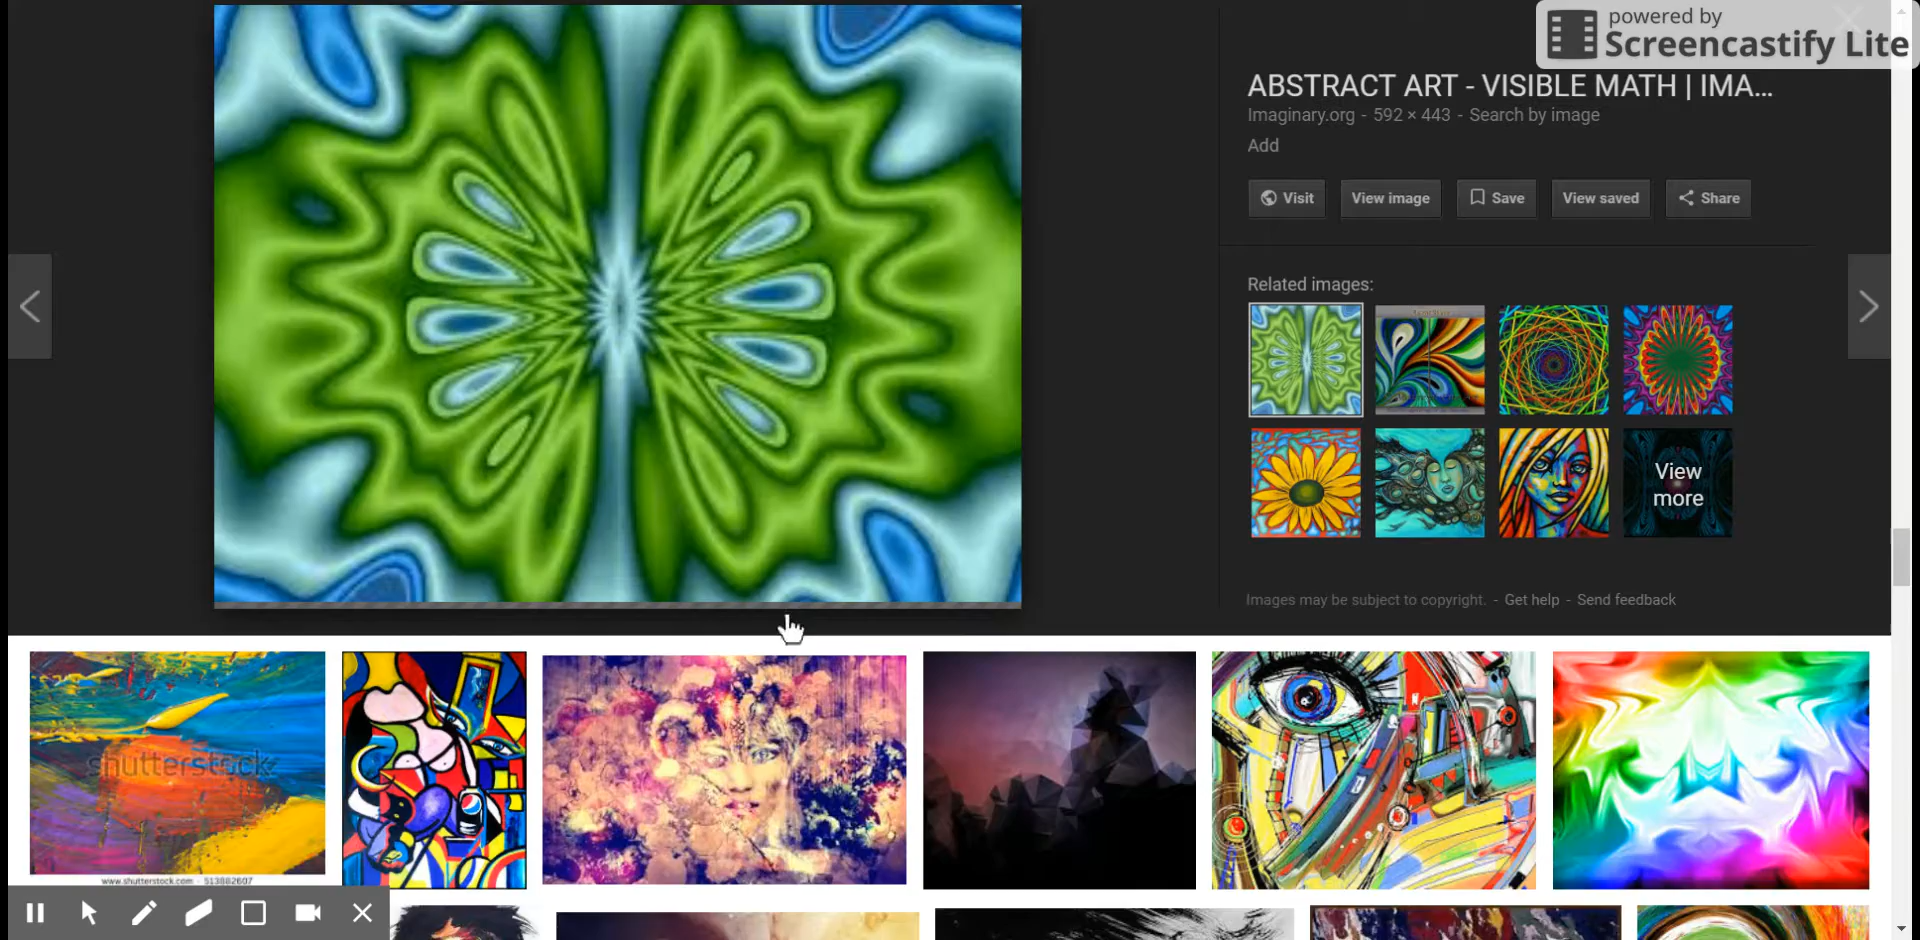 powered by
Screencastify Lite
ABSTRACT ART - VISIBLE MATH | IMA...
Imaginary.org - 592 × 443 - Search by image
Add
Visit
View image
Save
View saved
Share
Related images:
View
more
Images may be subject to copyright. - Get help - Send feedback
shutterstock
www.shutterstock.com · 513882607